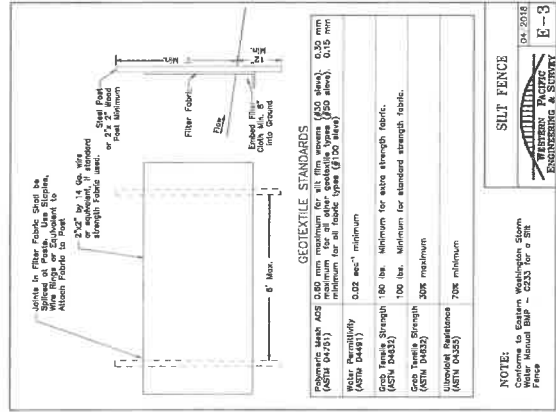 Joints in Filter Fabric Shall be
Spliced at Posts. Use Staples,
Wire Rings or Equivalent to
Attach Fabric to Post
2"x2" by 14 Ga. wire
or equivalent, if standard
strength Fabric used.
Steel Post
or 2"x 2" Wood
Post Minimum
Filter Fabric
Flow
Embed Filter
Cloth Min. 8"
into Ground
Min.
12"
Min.
6' Max.
GEOTEXTILE STANDARDS
Polymeric Mesh AOS
(ASTM D4751)
0.60 mm maximum for slit film wovens (#30 sieve). 0.30 mm
maximum for all other geotextile types (#50 sieve). 0.15 mm
minimum for all fabric types (#100 sieve)
Water Permittivity
(ASTM D4491)
0.02 sec⁻¹ minimum
Grab Tensile Strength
(ASTM D4632)
180 lbs. Minimum for extra strength fabric.
100 lbs. Minimum for standard strength fabric.
Grab Tensile Strength
(ASTM D4632)
30% maximum
Ultraviolet Resistance
(ASTM D4355)
70% minimum
NOTE:
Conforms to Eastern Washington Storm
Water Manual BMP - C233 for a Silt
Fence
SILT FENCE
WESTERN PACIFIC
ENGINEERING & SURVEY
04/2018
E-3